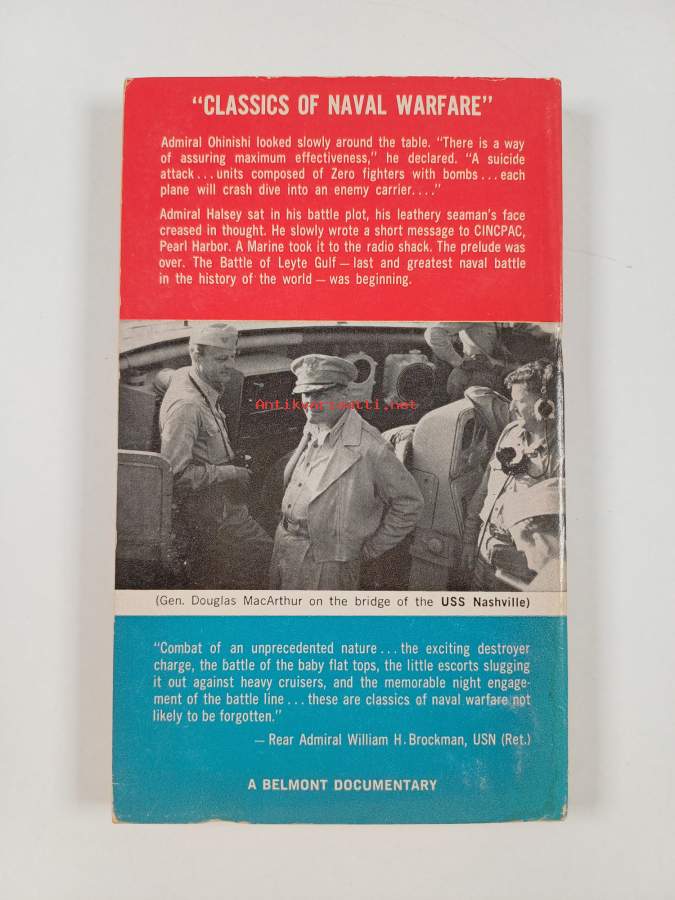 "CLASSICS OF NAVAL WARFARE"
Admiral Ohinishi looked slowly around the table. "There is a way
of assuring maximum effectiveness," he declared. "A suicide
attack...units composed of Zero fighters with bombs...each
plane will crash dive into an enemy carrier...."
Admiral Halsey sat in his battle plot, his leathery seaman's face
creased in thought. He slowly wrote a short message to CINCPAC,
Pearl Harbor. A Marine took it to the radio shack. The prelude was
over. The Battle of Leyte Gulf — last and greatest naval battle
in the history of the world — was beginning.
Antikvariaatti.net
(Gen. Douglas MacArthur on the bridge of the USS Nashville)
"Combat of an unprecedented nature...the exciting destroyer
charge, the battle of the baby flat tops, the little escorts slugging
it out against heavy cruisers, and the memorable night engage-
ment of the battle line...these are classics of naval warfare not
likely to be forgotten."
— Rear Admiral William H. Brockman, USN (Ret.)
A BELMONT DOCUMENTARY